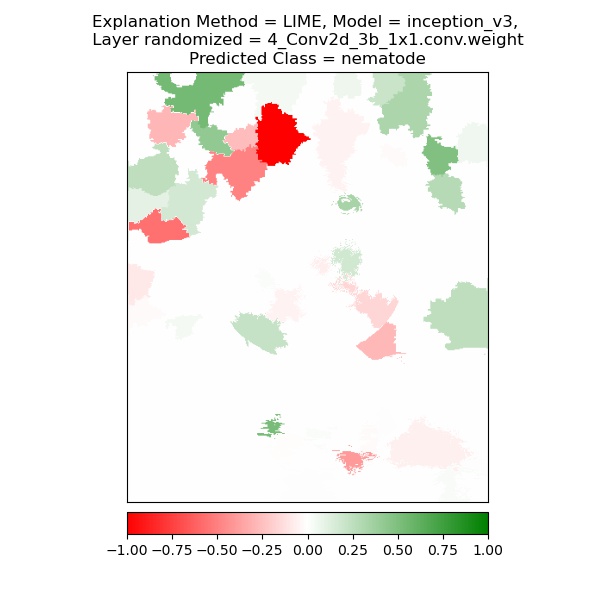 Explanation Method = LIME, Model = inception_v3,
Layer randomized = 4_Conv2d_3b_1x1.conv.weight
Predicted Class = nematode
−1.00 −0.75 −0.50 −0.25 0.00 0.25 0.50 0.75 1.00